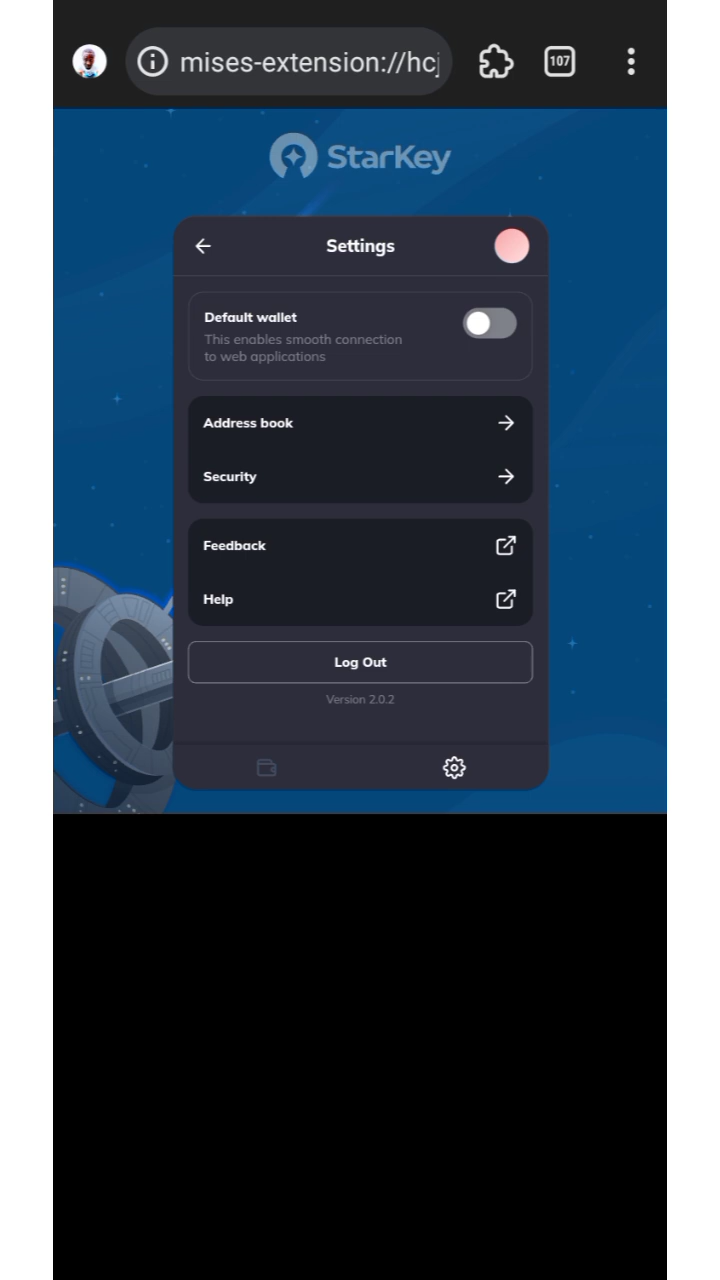 mises-extension://hcj
107
StarKey
Settings
Default wallet
This enables smooth connection
to web applications
Address book
Security
Feedback
Help
Log Out
Version 2.0.2